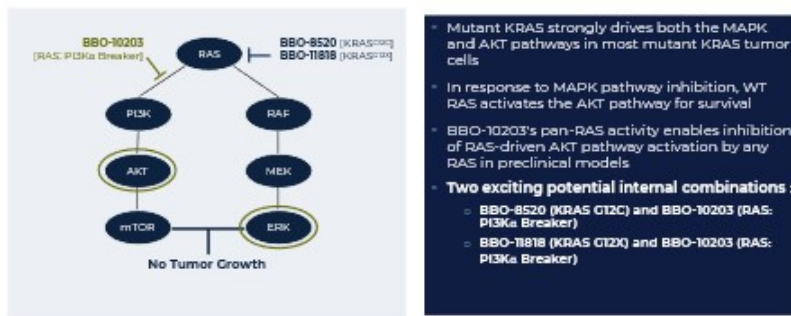 BBO-10203
[RAS: PI3Kα Breaker]
RAS
BBO-8520 [KRASG12C]
BBO-11818 [KRASG12X]
PI3K
RAF
AKT
MEK
mTOR
ERK
No Tumor Growth
Mutant KRAS strongly drives both the MAPK
and AKT pathways in most mutant KRAS tumor
cells
In response to MAPK pathway inhibition, WT
RAS activates the AKT pathway for survival
BBO-10203's pan-RAS activity enables inhibition
of RAS-driven AKT pathway activation by any
RAS in preclinical models
Two exciting potential internal combinations :
BBO-8520 (KRAS G12C) and BBO-10203 (RAS:
PI3Kα Breaker)
BBO-11818 (KRAS G12X) and BBO-10203 (RAS:
PI3Kα Breaker)